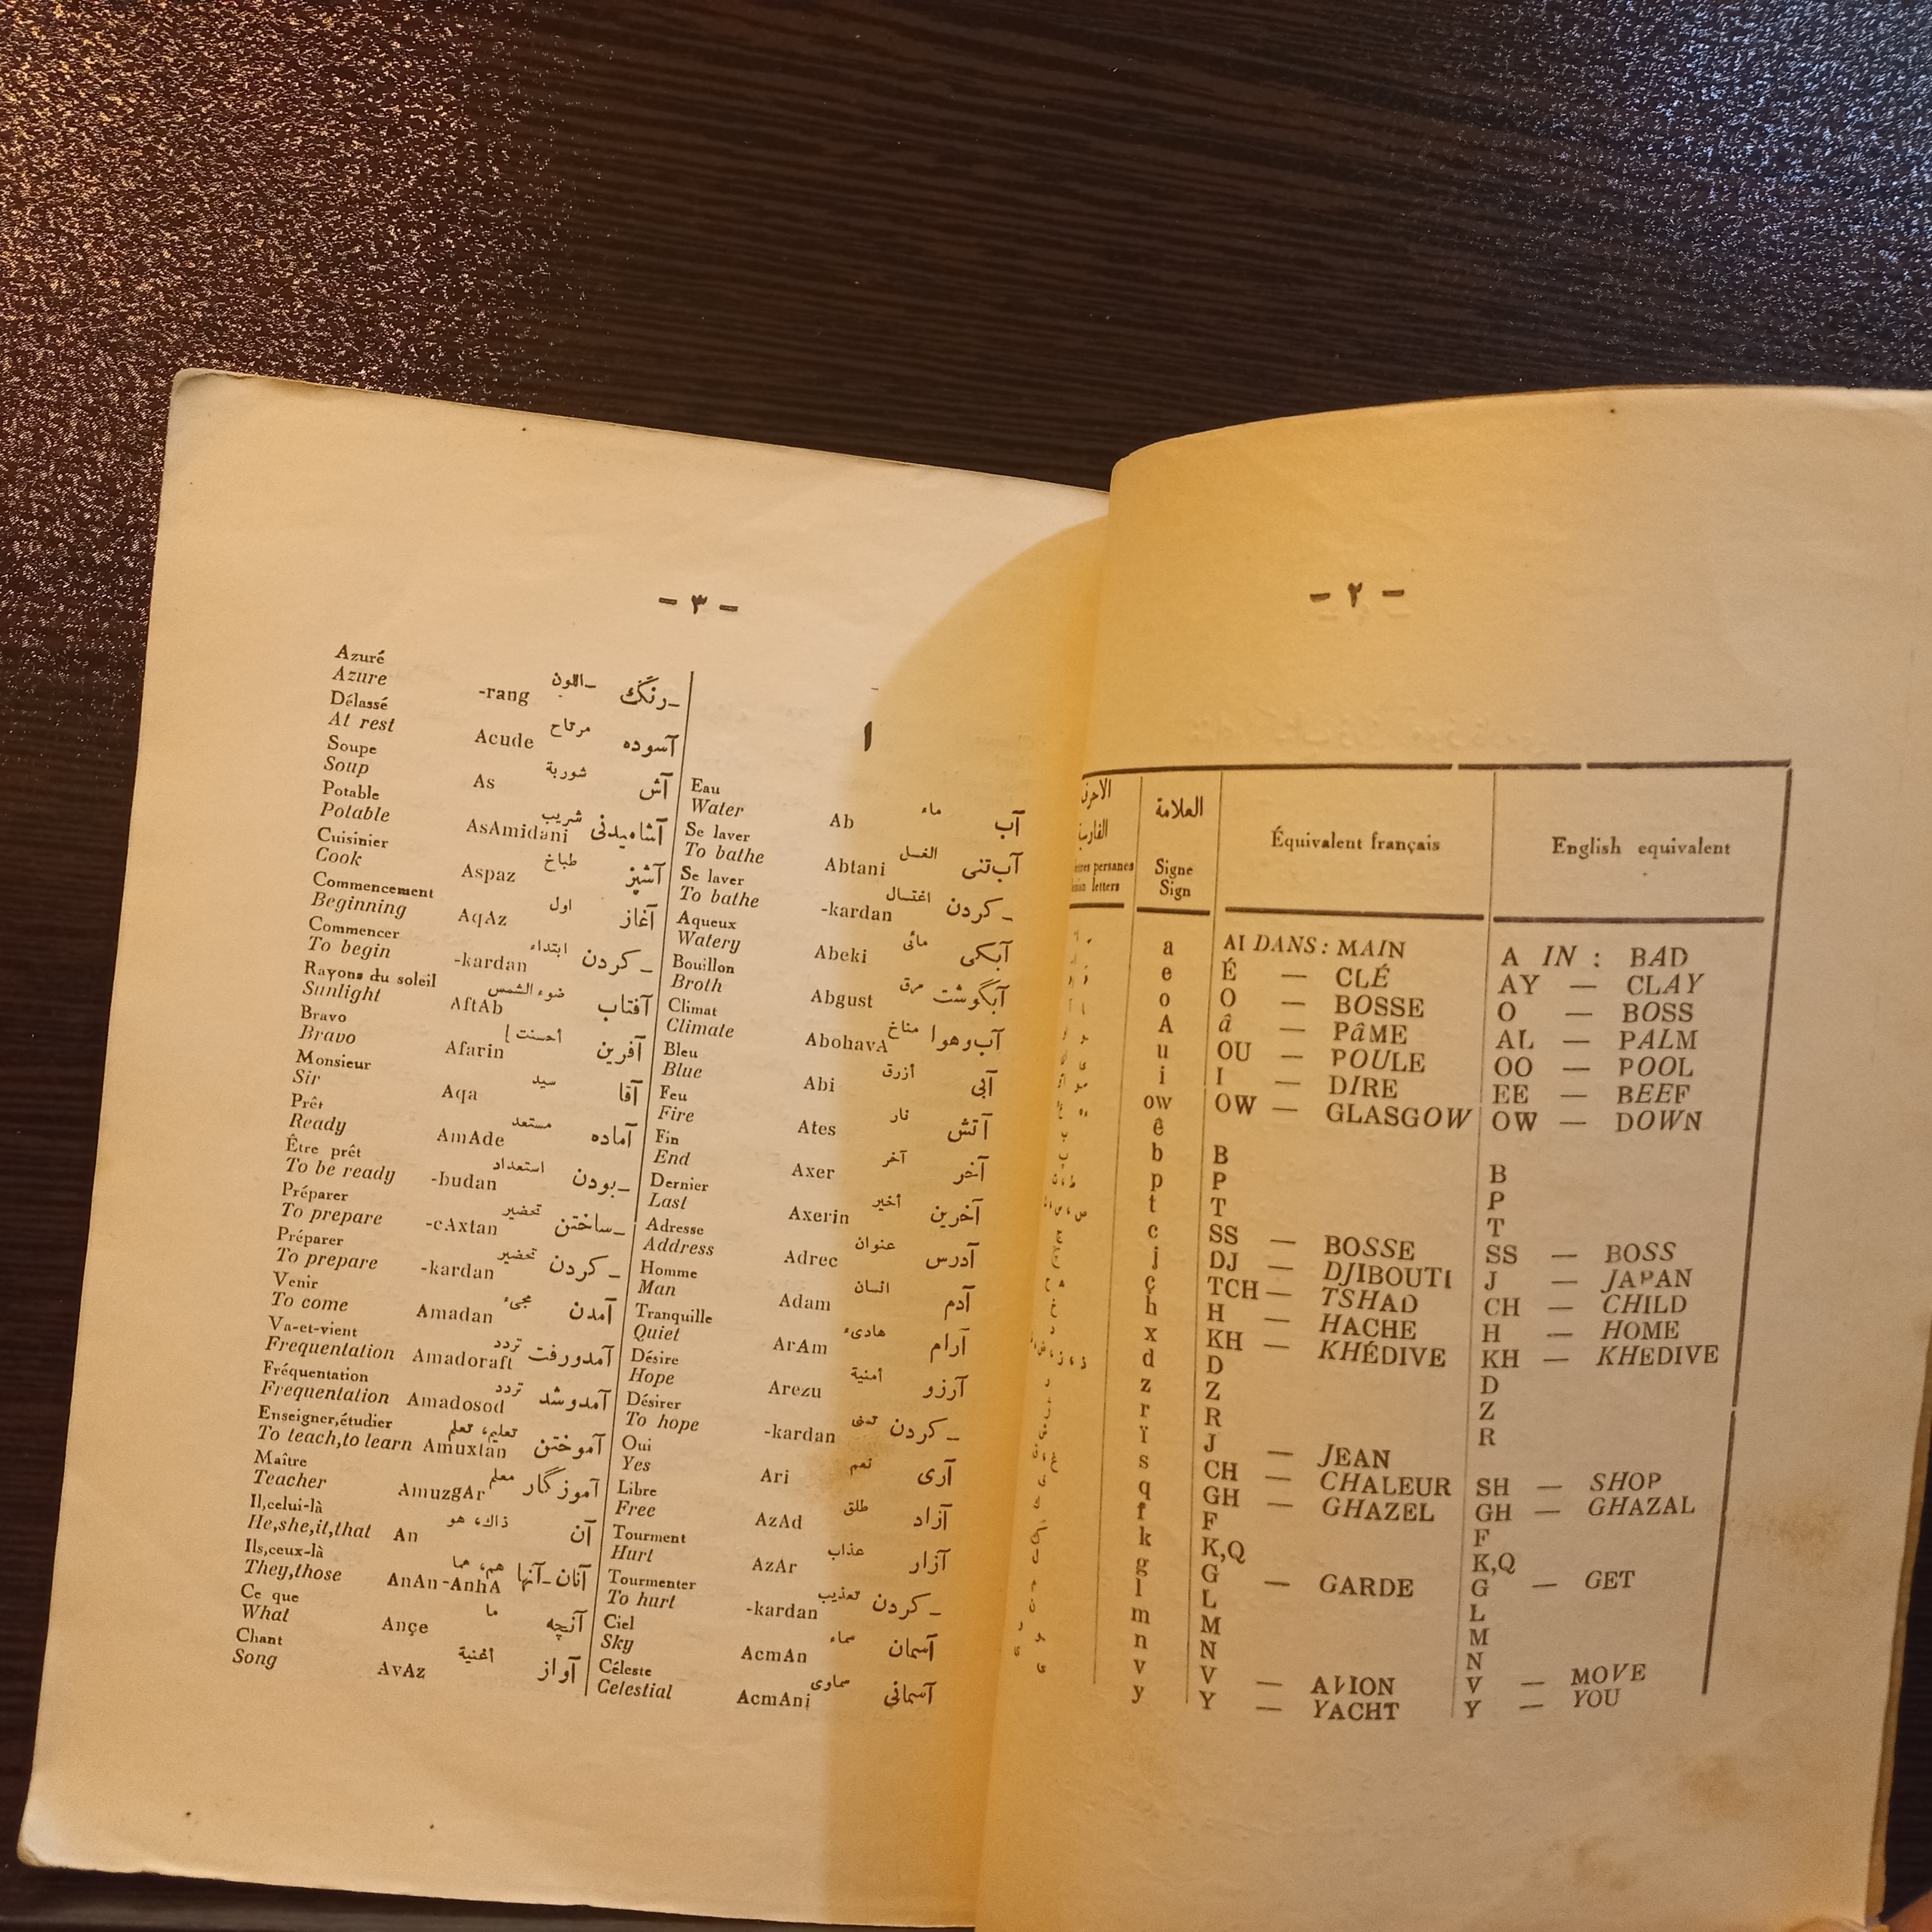 - ٢ -
العلامة
Signe
Sign
Équivalent français
English equivalent
a AI DANS : MAIN A IN : BAD
e É — CLÉ AY — CLAY
o O — BOSSE O — BOSS
A â — PâME AL — PALM
u OU — POULE OO — POOL
i I — DIRE EE — BEEF
ow OW — GLASGOW OW — DOWN
ê
b B B
p P P
t T T
c SS — BOSSE SS — BOSS
j DJ — DJIBOUTI J — JAPAN
ç TCH — TSHAD CH — CHILD
h H — HACHE H — HOME
x KH — KHÉDIVE KH — KHEDIVE
d D D
z Z Z
r R R
ï J — JEAN
s CH — CHALEUR SH — SHOP
q GH — GHAZEL GH — GHAZAL
f F F
k K,Q K,Q
g G — GARDE G — GET
l L L
m M M
n N N
v V — AVION V — MOVE
y Y — YACHT Y — YOU
- ٣ -
ا
Eau
Water Ab ماء آب
Se laver
To bathe Abtani الغسل آب‌تنی
Se laver
To bathe -kardan اغتسال ـ کردن
Aqueux
Watery Abeki مائی آبکی
Bouillon
Broth Abgust مرق آبگوشت
Climat
Climate AbohavA مناخ آب‌وهوا
Bleu
Blue Abi أزرق آبی
Feu
Fire Ates نار آتش
Fin
End Axer آخر آخر
Dernier
Last Axerin أخير آخرین
Adresse
Address Adrec عنوان آدرس
Homme
Man Adam انسان آدم
Tranquille
Quiet ArAm هادىء آرام
Désire
Hope Arezu أمنية آرزو
Désirer
To hope -kardan تمنى ـ کردن
Oui
Yes Ari نعم آری
Libre
Free AzAd طلق آزاد
Tourment
Hurt AzAr عذاب آزار
Tourmenter
To hurt -kardan تعذيب ـ کردن
Ciel
Sky AcmAn سماء آسمان
Céleste
Celestial AcmAni سماوى آسمانی
Azuré
Azure -rang ـاللون ـرنگ
Délassé
At rest Acude مرتاح آسوده
Soupe
Soup As شوربة آش
Potable
Potable AsAmidani شريب آشامیدنی
Cuisinier
Cook Aspaz طباخ آشپز
Commencement
Beginning AqAz اول آغاز
Commencer
To begin -kardan ابتداء ـ کردن
Rayons du soleil
Sunlight AftAb ضوء الشمس آفتاب
Bravo
Bravo Afarin أحسنت ! آفرین
Monsieur
Sir Aqa سيد آقا
Prêt
Ready AmAde مستعد آماده
Être prêt
To be ready -budan استعداد ـبودن
Préparer
To prepare -cAxtan تحضير ـساختن
Préparer
To prepare -kardan تحضير ـ کردن
Venir
To come Amadan مجىء آمدن
Va-et-vient
Frequentation Amadoraft تردد آمدورفت
Fréquentation
Frequentation Amadosod تردد آمدوشد
Enseigner,étudier
To teach,to learn Amuxtan تعليم، تعلم آموختن
Maître
Teacher AmuzgAr معلم آموزگار
Il,celui-là
He,she,it,that An ذاك، هو آن
Ils,ceux-là
They,those AnAn-AnhA هم، هما آنان ـ آنها
Ce que
What Ançe ما آنچه
Chant
Song AvAz أغنية آواز